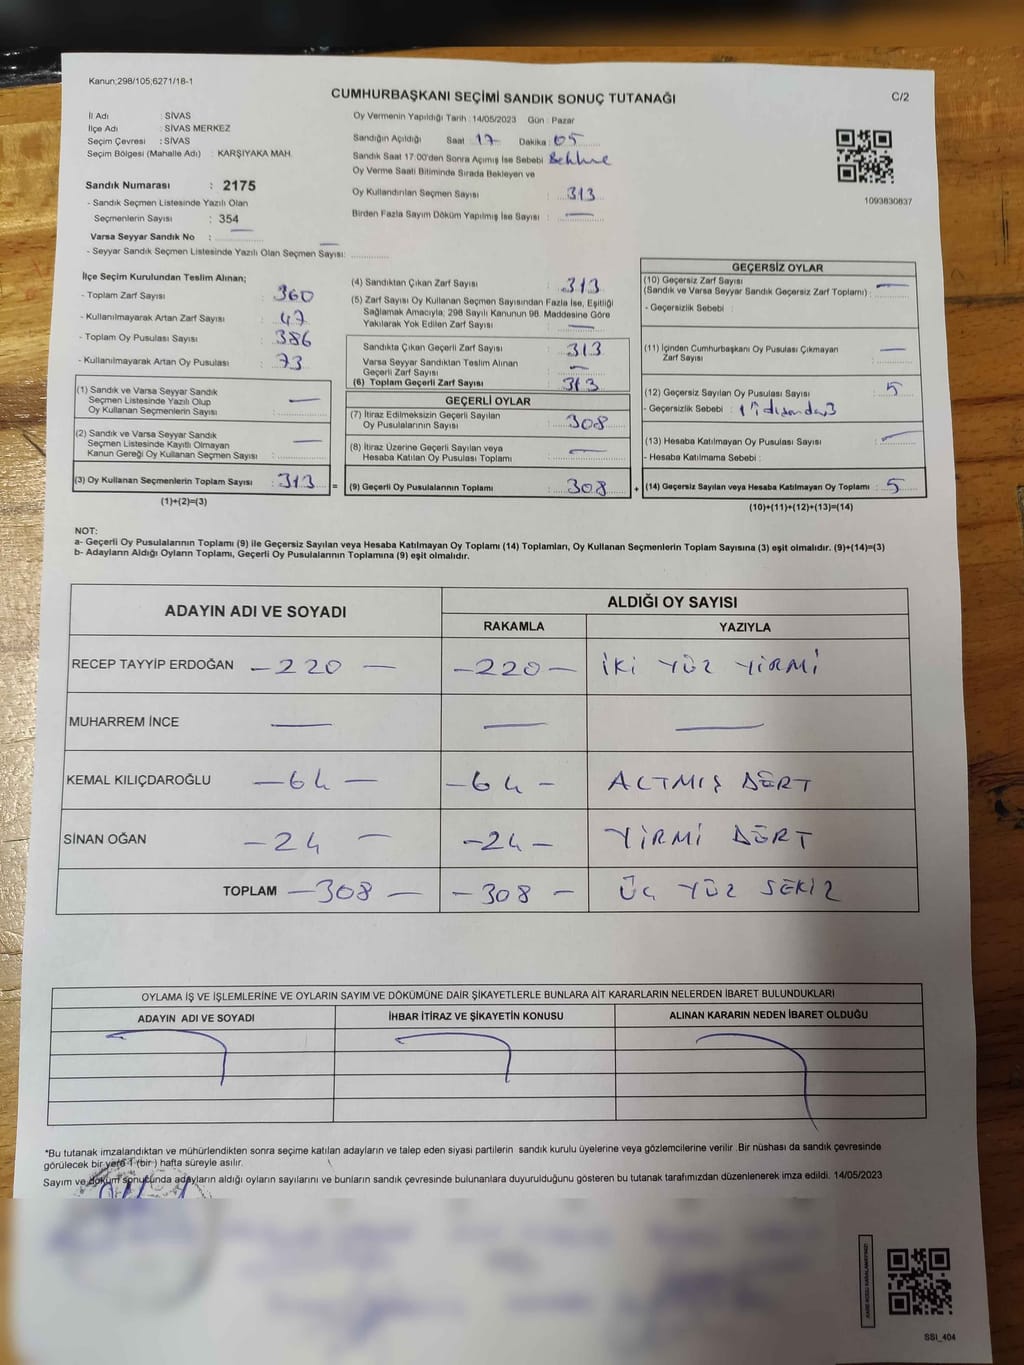 Kanun;298/105;6271/18-1
CUMHURBAŞKANI SEÇİMİ SANDIK SONUÇ TUTANAĞI
C/2
İl Adı : SİVAS
İlçe Adı : SİVAS MERKEZ
Seçim Çevresi : SİVAS
Seçim Bölgesi (Mahalle Adı) : KARŞIYAKA MAH.
Sandık Numarası : 2175
- Sandık Seçmen Listesinde Yazılı Olan
Seçmenlerin Sayısı : 354
Varsa Seyyar Sandık No : —
- Seyyar Sandık Seçmen Listesinde Yazılı Olan Seçmen Sayısı: —
Oy Vermenin Yapıldığı Tarih : 14/05/2023 Gün : Pazar
Sandığın Açıldığı Saat : 17 Dakika : 05
Sandık Saat 17:00'den Sonra Açılmış İse Sebebi
Oy Verme Saati Bitiminde Sırada Bekleyen ve
Oy Kullandırılan Seçmen Sayısı : 313
Birden Fazla Sayım Döküm Yapılmış İse Sayısı : —
1093830837
İlçe Seçim Kurulundan Teslim Alınan;
- Toplam Zarf Sayısı : 360
- Kullanılmayarak Artan Zarf Sayısı : 47
- Toplam Oy Pusulası Sayısı : 386
- Kullanılmayarak Artan Oy Pusulası : 73
(1) Sandık ve Varsa Seyyar Sandık
Seçmen Listesinde Yazılı Olup
Oy Kullanan Seçmenlerin Sayısı : —
(2) Sandık ve Varsa Seyyar Sandık
Seçmen Listesinde Kayıtlı Olmayan
Kanun Gereği Oy Kullanan Seçmen Sayısı : —
(3) Oy Kullanan Seçmenlerin Toplam Sayısı : 313 =
(1)+(2)=(3)
(4) Sandıktan Çıkan Zarf Sayısı : 313
(5) Zarf Sayısı Oy Kullanan Seçmen Sayısından Fazla İse, Eşitliği
Sağlamak Amacıyla; 298 Sayılı Kanunun 98. Maddesine Göre
Yakılarak Yok Edilen Zarf Sayısı : —
Sandıkta Çıkan Geçerli Zarf Sayısı : 313
Varsa Seyyar Sandıktan Teslim Alınan
Geçerli Zarf Sayısı : —
(6) Toplam Geçerli Zarf Sayısı : 313
GEÇERLİ OYLAR
(7) İtiraz Edilmeksizin Geçerli Sayılan
Oy Pusulalarının Sayısı : 308
(8) İtiraz Üzerine Geçerli Sayılan veya
Hesaba Katılan Oy Pusulası Toplamı : —
(9) Geçerli Oy Pusulalarının Toplamı : 308 +
GEÇERSİZ OYLAR
(10) Geçersiz Zarf Sayısı
(Sandık ve Varsa Seyyar Sandık Geçersiz Zarf Toplamı) : —
- Geçersizlik Sebebi :
(11) İçinden Cumhurbaşkanı Oy Pusulası Çıkmayan
Zarf Sayısı : —
(12) Geçersiz Sayılan Oy Pusulası Sayısı : 5
- Geçersizlik Sebebi :
(13) Hesaba Katılmayan Oy Pusulası Sayısı : —
- Hesaba Katılmama Sebebi :
(14) Geçersiz Sayılan veya Hesaba Katılmayan Oy Toplamı : 5
(10)+(11)+(12)+(13)=(14)
NOT:
a- Geçerli Oy Pusulalarının Toplamı (9) ile Geçersiz Sayılan veya Hesaba Katılmayan Oy Toplamı (14) Toplamları, Oy Kullanan Seçmenlerin Toplam Sayısına (3) eşit olmalıdır. (9)+(14)=(3)
b- Adayların Aldığı Oyların Toplamı, Geçerli Oy Pusulalarının Toplamına (9) eşit olmalıdır.
ADAYIN ADI VE SOYADI ALDIĞI OY SAYISI
RAKAMLA YAZIYLA
RECEP TAYYİP ERDOĞAN — 220 — — 220 — İKİ YÜZ YİRMİ
MUHARREM İNCE — — —
KEMAL KILIÇDAROĞLU — 64 — — 64 — ALTMIŞ DÖRT
SİNAN OĞAN — 24 — — 24 — YİRMİ DÖRT
TOPLAM — 308 — — 308 — ÜÇ YÜZ SEKİZ
OYLAMA İŞ VE İŞLEMLERİNE VE OYLARIN SAYIM VE DÖKÜMÜNE DAİR ŞİKAYETLERLE BUNLARA AİT KARARLARIN NELERDEN İBARET BULUNDUKLARI
ADAYIN ADI VE SOYADI İHBAR İTİRAZ VE ŞİKAYETİN KONUSU ALINAN KARARIN NEDEN İBARET OLDUĞU
*Bu tutanak imzalandıktan ve mühürlendikten sonra seçime katılan adayların ve talep eden siyasi partilerin sandık kurulu üyelerine veya gözlemcilerine verilir. Bir nüshası da sandık çevresinde
görülecek bir yere 1 (bir) hafta süreyle asılır.
Sayım ve döküm sonucunda adayların aldığı oyların sayılarını ve bunların sandık çevresinde bulunanlara duyurulduğunu gösteren bu tutanak tarafımızdan düzenlenerek imza edildi. 14/05/2023
SSI_404